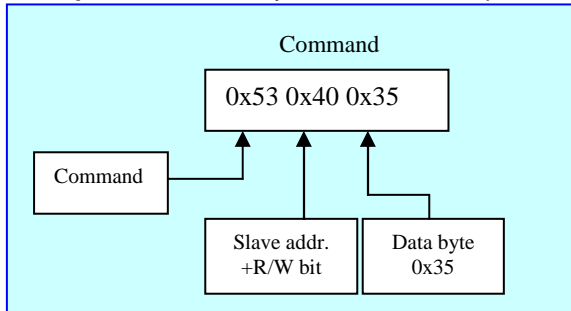 Command
0x53 0x40 0x35
Command
Slave addr.
+R/W bit
Data byte
0x35